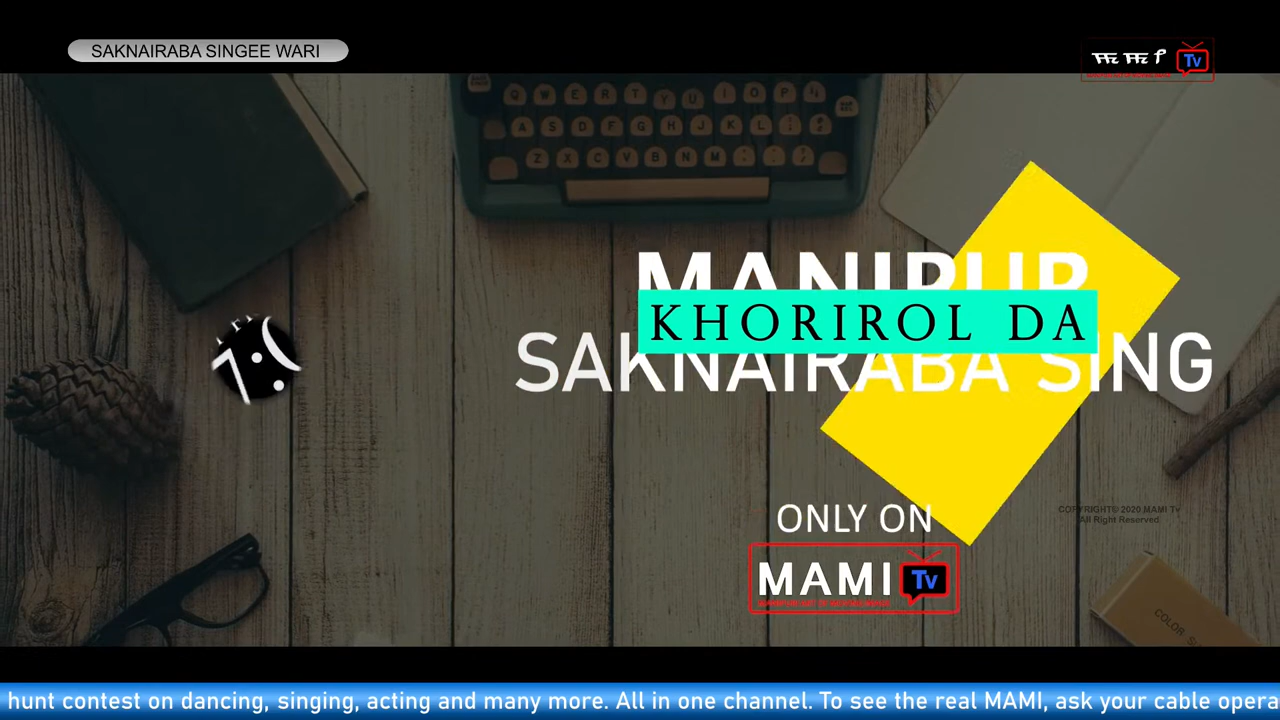 SAKNAIRABA SINGEE WARI
ꯃꯃꯤ Tv
Q W E R T Y U I O P
A S D F G H J K L
Z X C V B N M
MANIPUR
KHORIROL DA
SAKNAIRABA SING
ONLY ON
COPYRIGHT© 2020 MAMI Tv
All Right Reserved
MAMI Tv
hunt contest on dancing, singing, acting and many more. All in one channel. To see the real MAMI, ask your cable opera